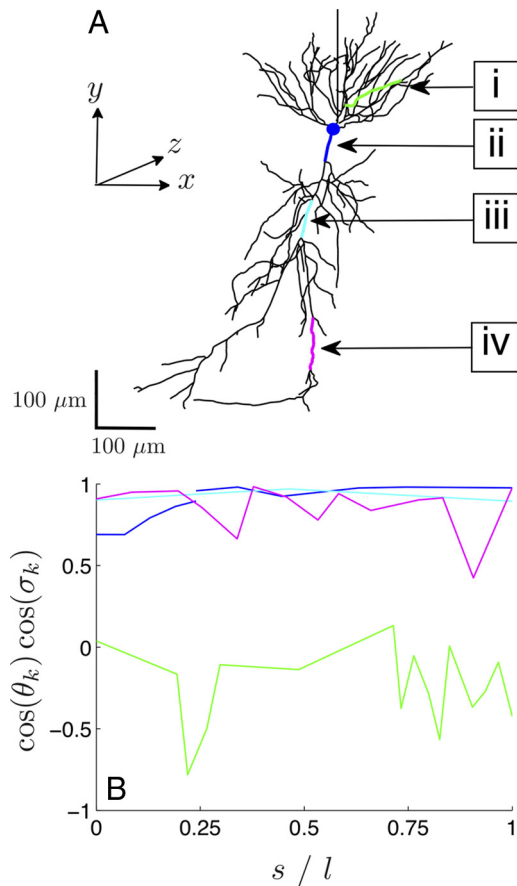 A
i
y
z
x
ii
iii
iv
100 μm
100 μm
1
0.5
0
−0.5
−1
cos(θₖ) cos(σₖ)
B
0 0.25 0.5 0.75 1
s / l